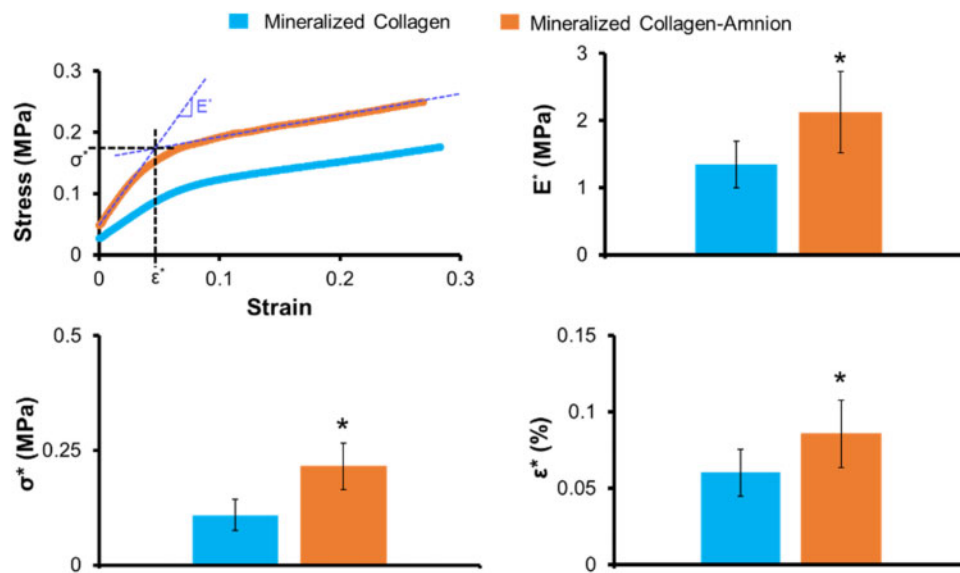 Mineralized Collagen
Mineralized Collagen-Amnion
Stress (MPa)
0.3
0.2
σ*
0.1
0
E*
0
ε*
0.1
0.2
0.3
Strain
E* (MPa)
3
2
1
0
*
σ* (MPa)
0.5
0.25
0
*
ε* (%)
0.15
0.1
0.05
0
*